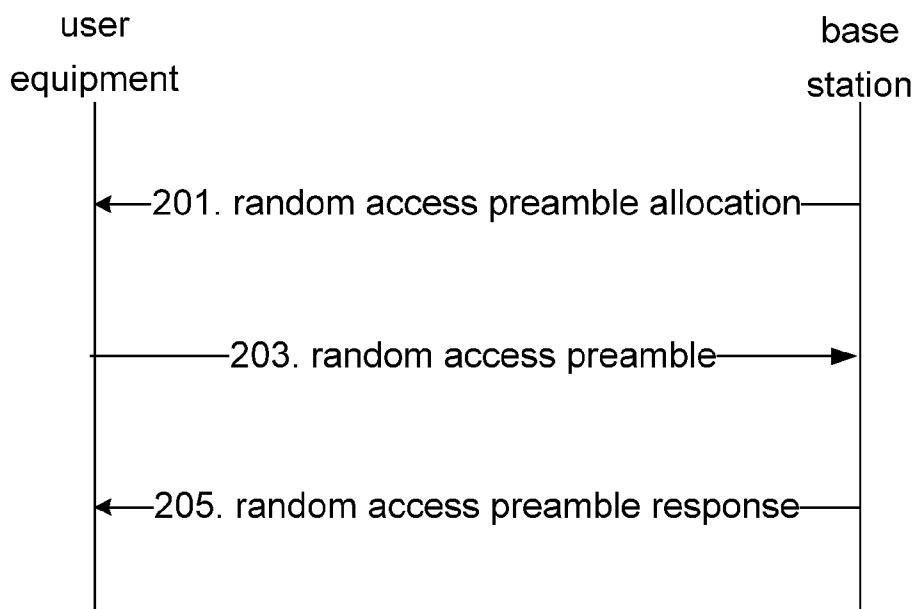 user
equipment
base
station
201. random access preamble allocation
203. random access preamble
205. random access preamble response